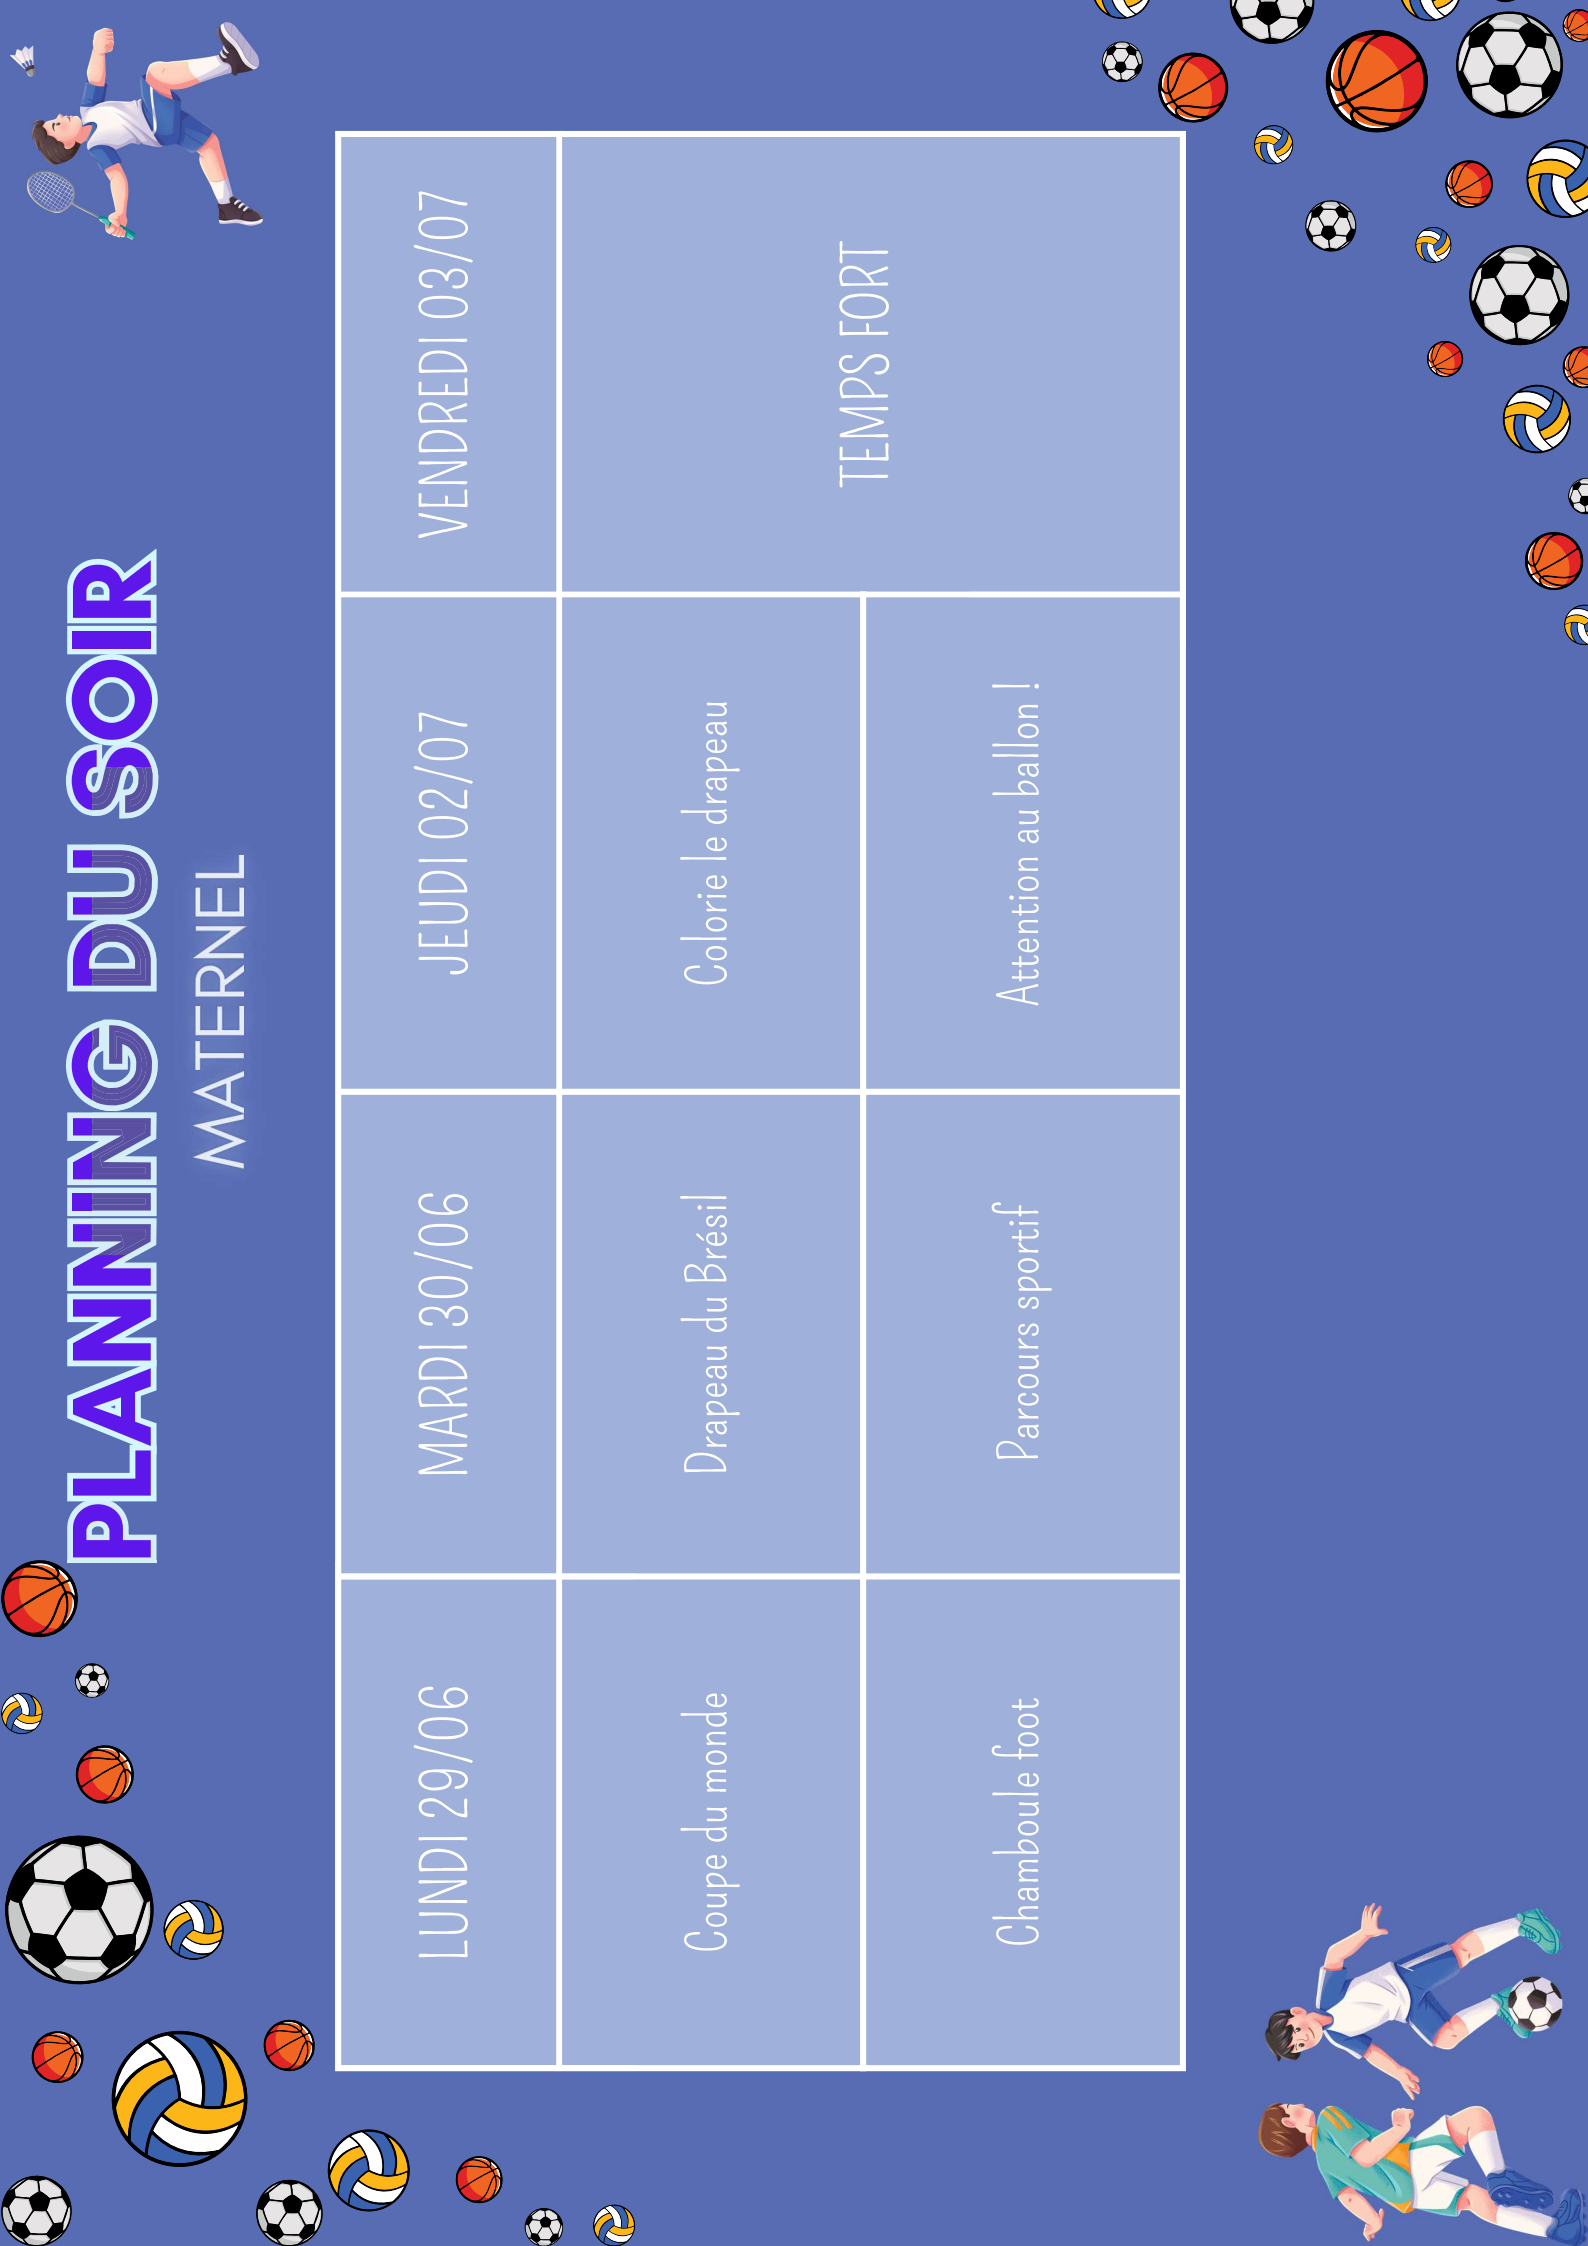 PLANNING DU SOIR
MATERNEL
LUNDI 29/06
MARDI 30/06
JEUDI 02/07
VENDREDI 03/07
Coupe du monde
Drapeau du Brésil
Colorie le drapeau
TEMPS FORT
Chamboule foot
Parcours sportif
Attention au ballon !